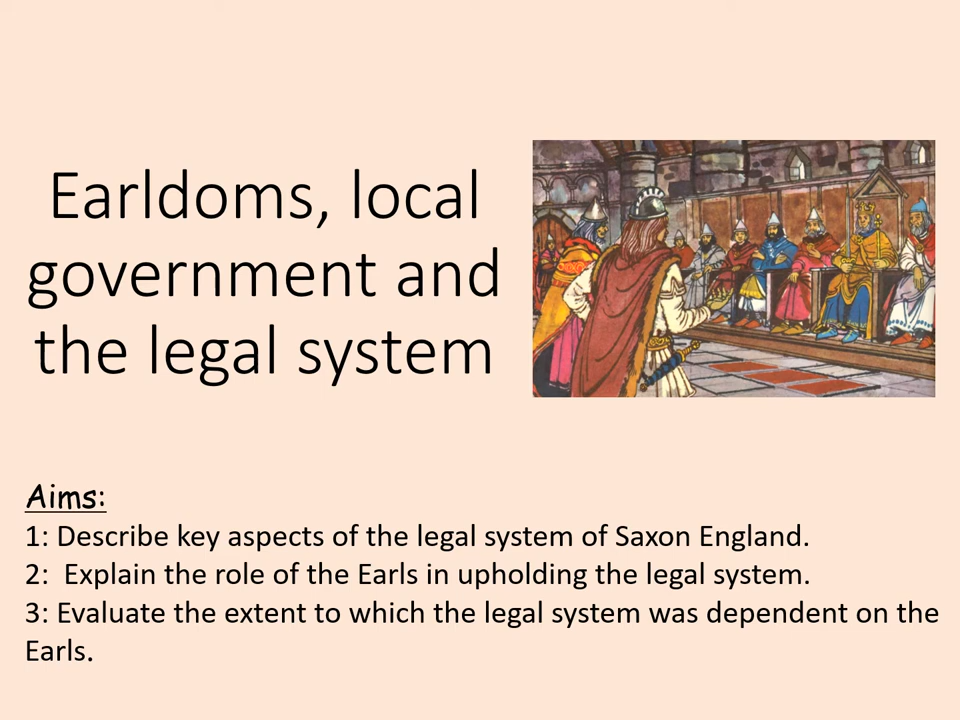 Earldoms, local
government and
the legal system
Aims:
1: Describe key aspects of the legal system of Saxon England.
2:  Explain the role of the Earls in upholding the legal system.
3: Evaluate the extent to which the legal system was dependent on the
Earls.